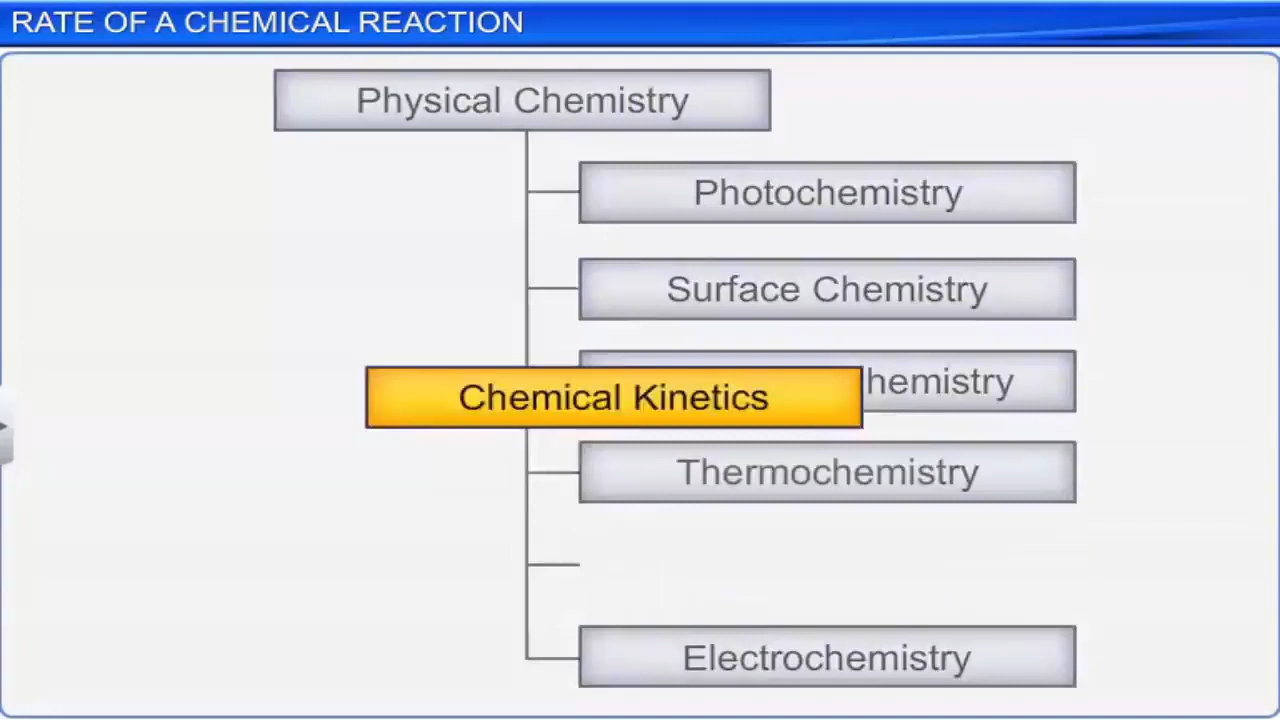 RATE OF A CHEMICAL REACTION
Physical Chemistry
Photochemistry
Surface Chemistry
hemistry
Chemical Kinetics
Thermochemistry
Electrochemistry